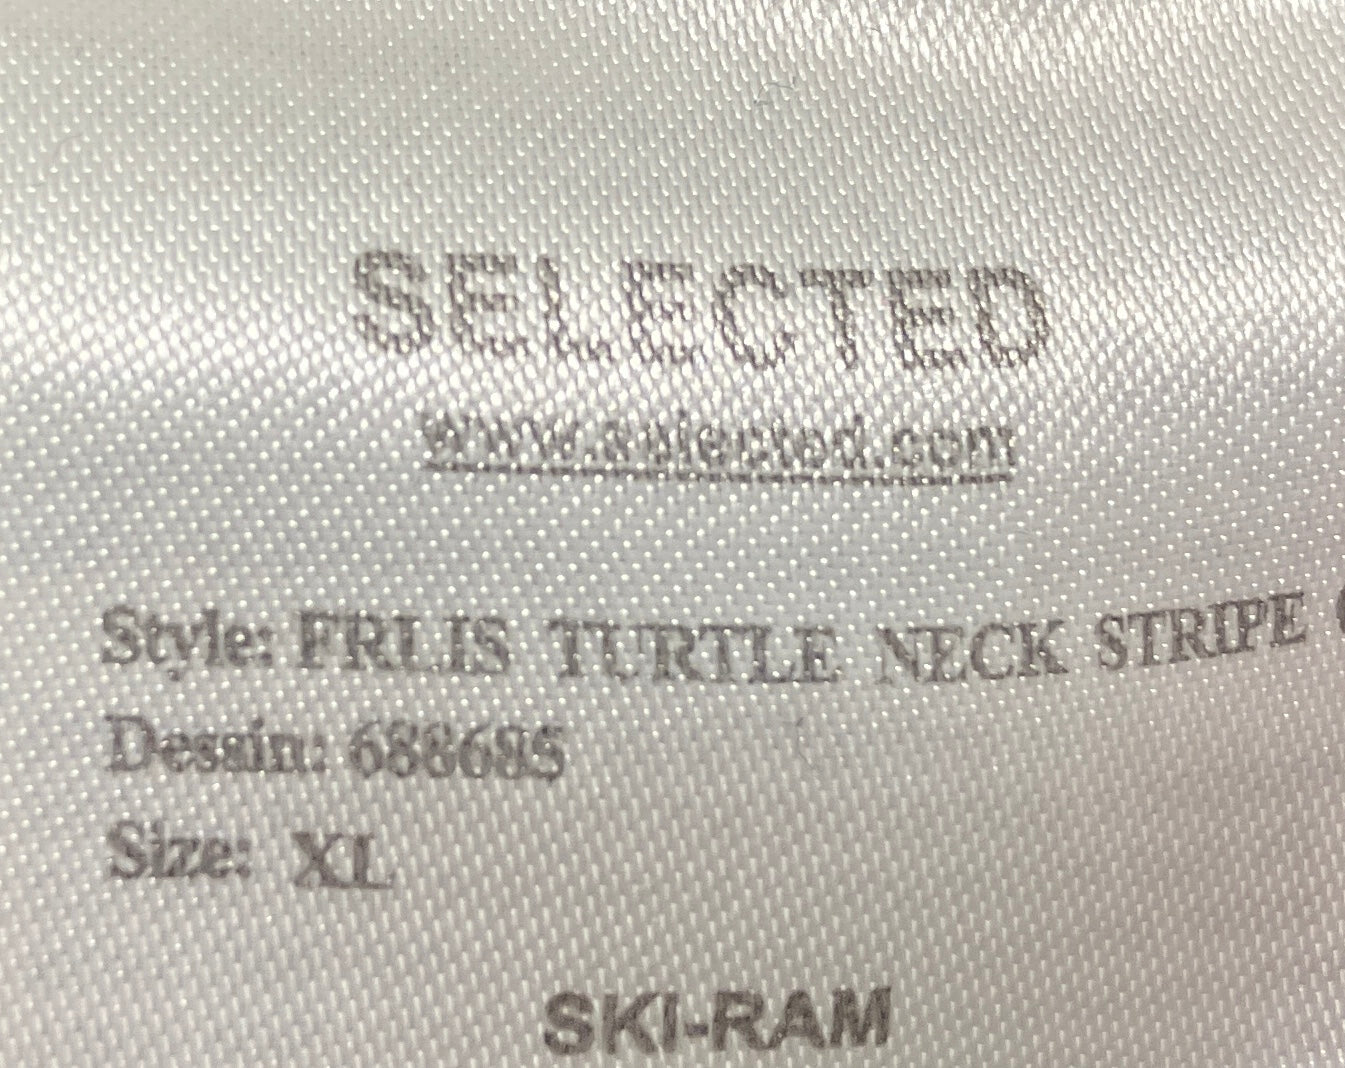 SELECTED
www.selected.com
Style: FRLIS TURTLE NECK STRIPE
Dessin: 688685
Size: XL
SKI-RAM